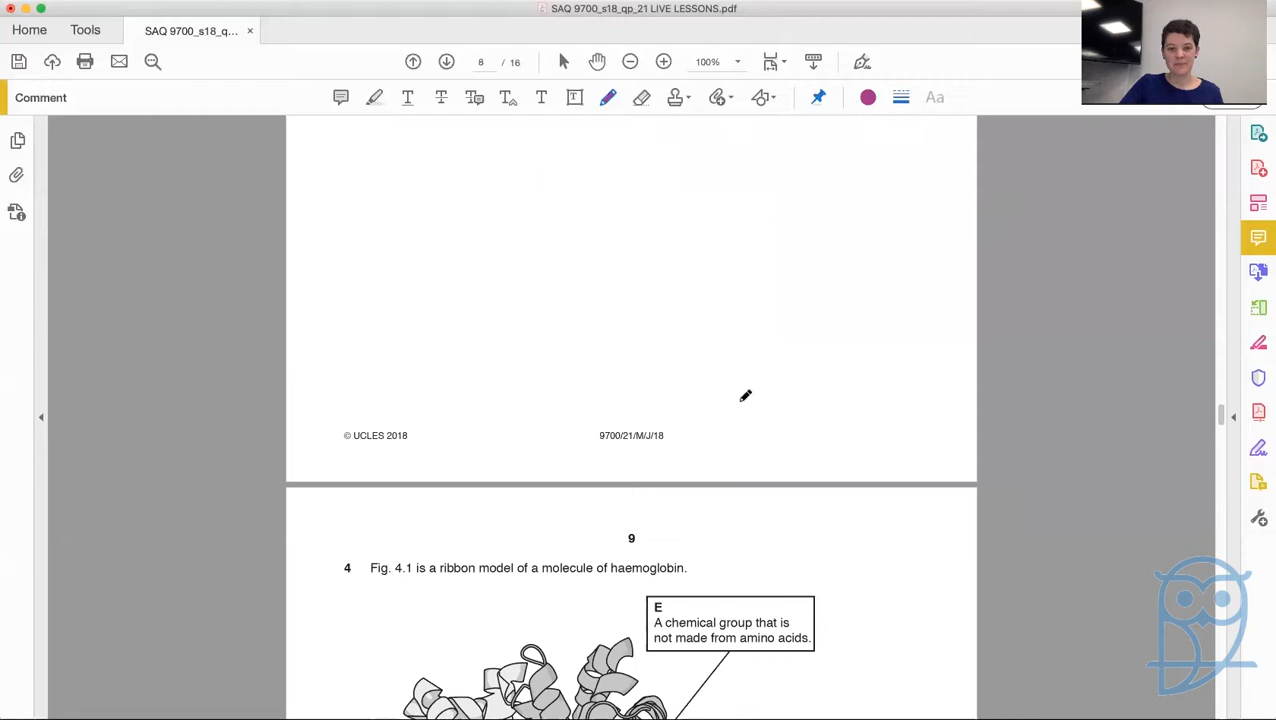 SAQ 9700_s18_qp_21 LIVE LESSONS.pdf
Home
Tools
SAQ 9700_s18_q...
×
8 / 16
100%
Comment
Aa
© UCLES 2018
9700/21/M/J/18
9
4 Fig. 4.1 is a ribbon model of a molecule of haemoglobin.
E
A chemical group that is
not made from amino acids.